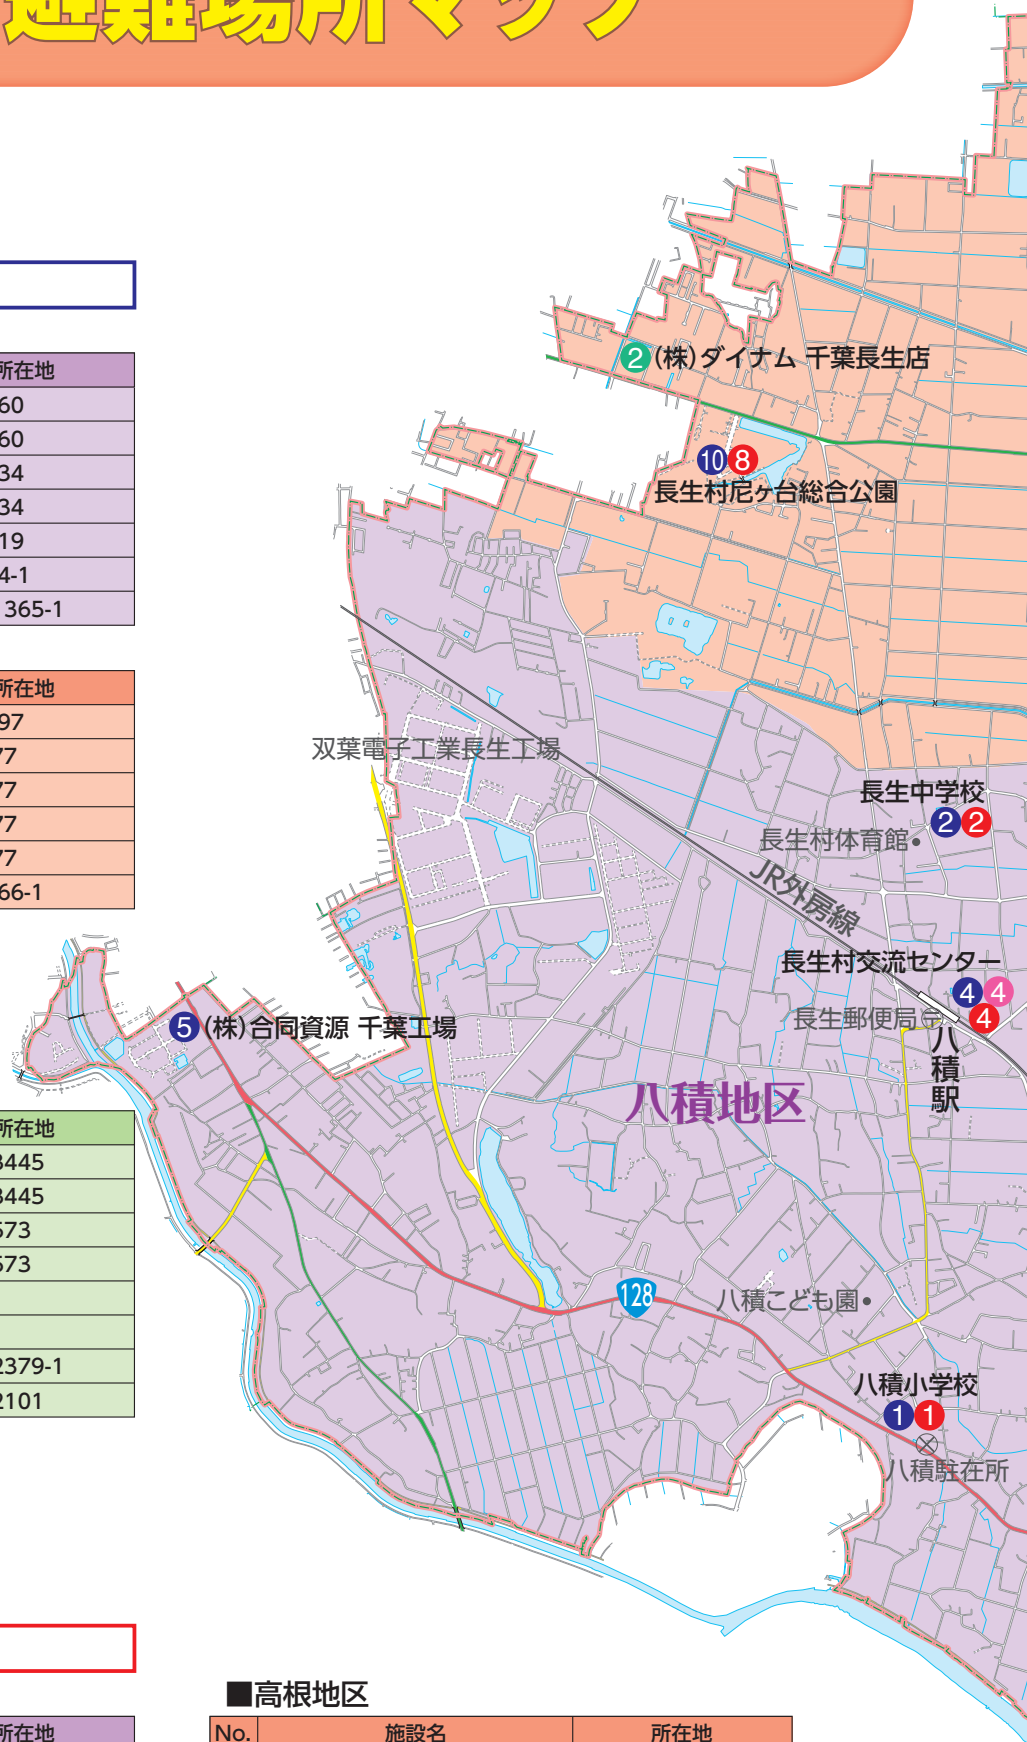 避難場所マップ
所在地
60
60
34
34
19
4-1
1365-1
所在地
97
77
77
77
77
66-1
所在地
3445
3445
573
573
2379-1
2101
所在地
2 (株)ダイナム 千葉長生店
10 8
長生村尼ヶ台総合公園
双葉電子工業長生工場
長生中学校
2 2
長生村体育館
JR外房線
長生村交流センター
4 4
長生郵便局
4
八積駅
5 (株)合同資源 千葉工場
八積地区
128
八積こども園
八積小学校
1 1
八積駐在所
■高根地区
No. 施設名 所在地